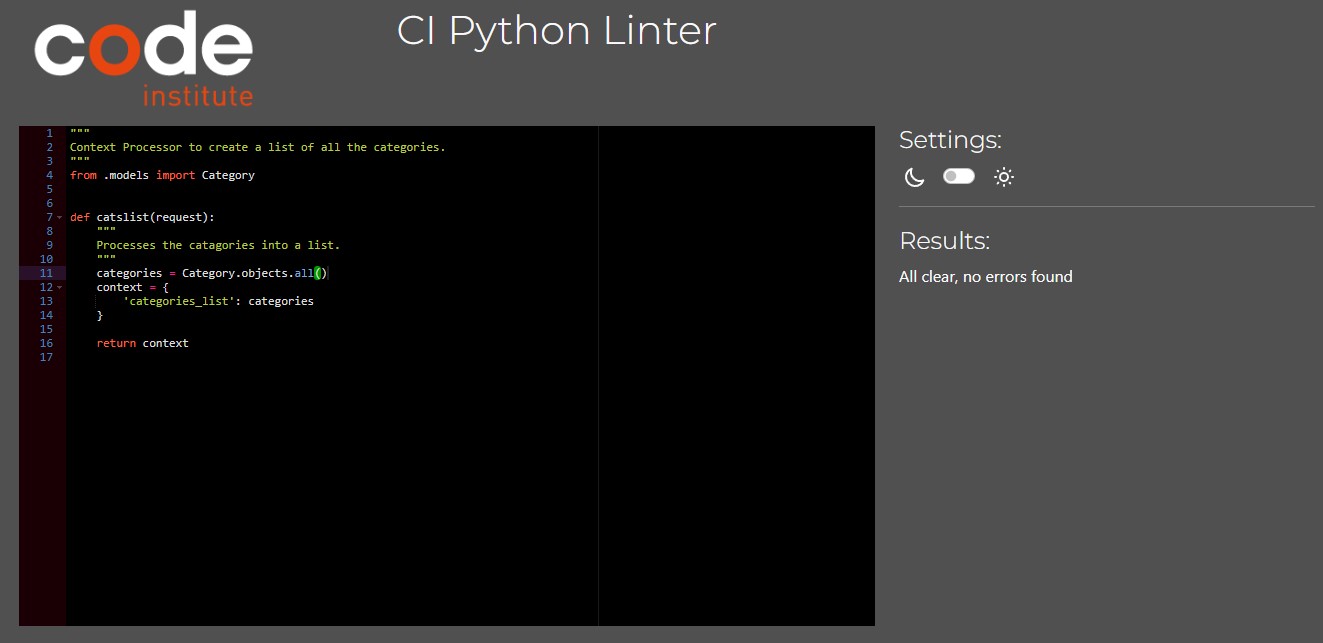 code
institute
CI Python Linter
1 """
2 Context Processor to create a list of all the categories.
3 """
4 from .models import Category
5
6
7 def catslist(request):
8     """
9     Processes the catagories into a list.
10     """
11     categories = Category.objects.all()
12     context = {
13         'categories_list': categories
14     }
15
16     return context
17
Settings:
Results:
All clear, no errors found